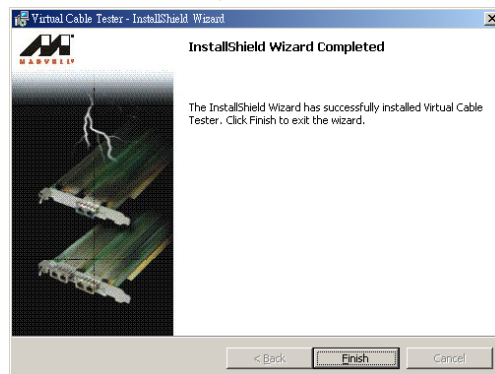 Virtual Cable Tester - InstallShield Wizard
MARVELL
InstallShield Wizard Completed
The InstallShield Wizard has successfully installed Virtual Cable
Tester. Click Finish to exit the wizard.
< Back
Finish
Cancel